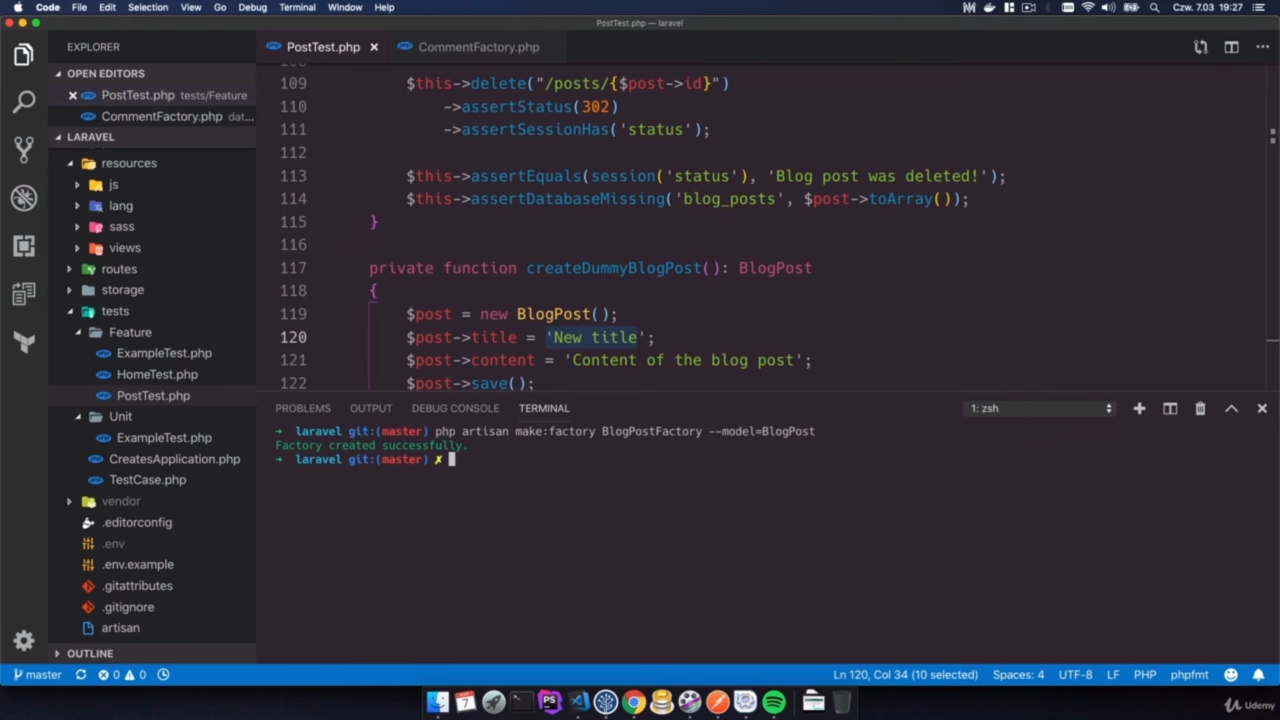 Code File Edit Selection View Go Debug Terminal Window Help Czw. 7.03 19:27
PostTest.php — laravel
EXPLORER
OPEN EDITORS
PostTest.php tests/Feature
CommentFactory.php dat...
LARAVEL
resources
js
lang
sass
views
routes
storage
tests
Feature
ExampleTest.php
HomeTest.php
PostTest.php
Unit
ExampleTest.php
CreatesApplication.php
TestCase.php
vendor
.editorconfig
.env
.env.example
.gitattributes
.gitignore
artisan
OUTLINE
PostTest.php CommentFactory.php
109 $this->delete("/posts/{$post->id}")
110 ->assertStatus(302)
111 ->assertSessionHas('status');
112
113 $this->assertEquals(session('status'), 'Blog post was deleted!');
114 $this->assertDatabaseMissing('blog_posts', $post->toArray());
115 }
116
117 private function createDummyBlogPost(): BlogPost
118 {
119 $post = new BlogPost();
120 $post->title = 'New title';
121 $post->content = 'Content of the blog post';
122 $post->save();
PROBLEMS OUTPUT DEBUG CONSOLE TERMINAL 1: zsh
➜ laravel git:(master) php artisan make:factory BlogPostFactory --model=BlogPost
Factory created successfully.
➜ laravel git:(master) ✗
master 0 0 Ln 120, Col 34 (10 selected) Spaces: 4 UTF-8 LF PHP phpfmt
7 PS
Udemy